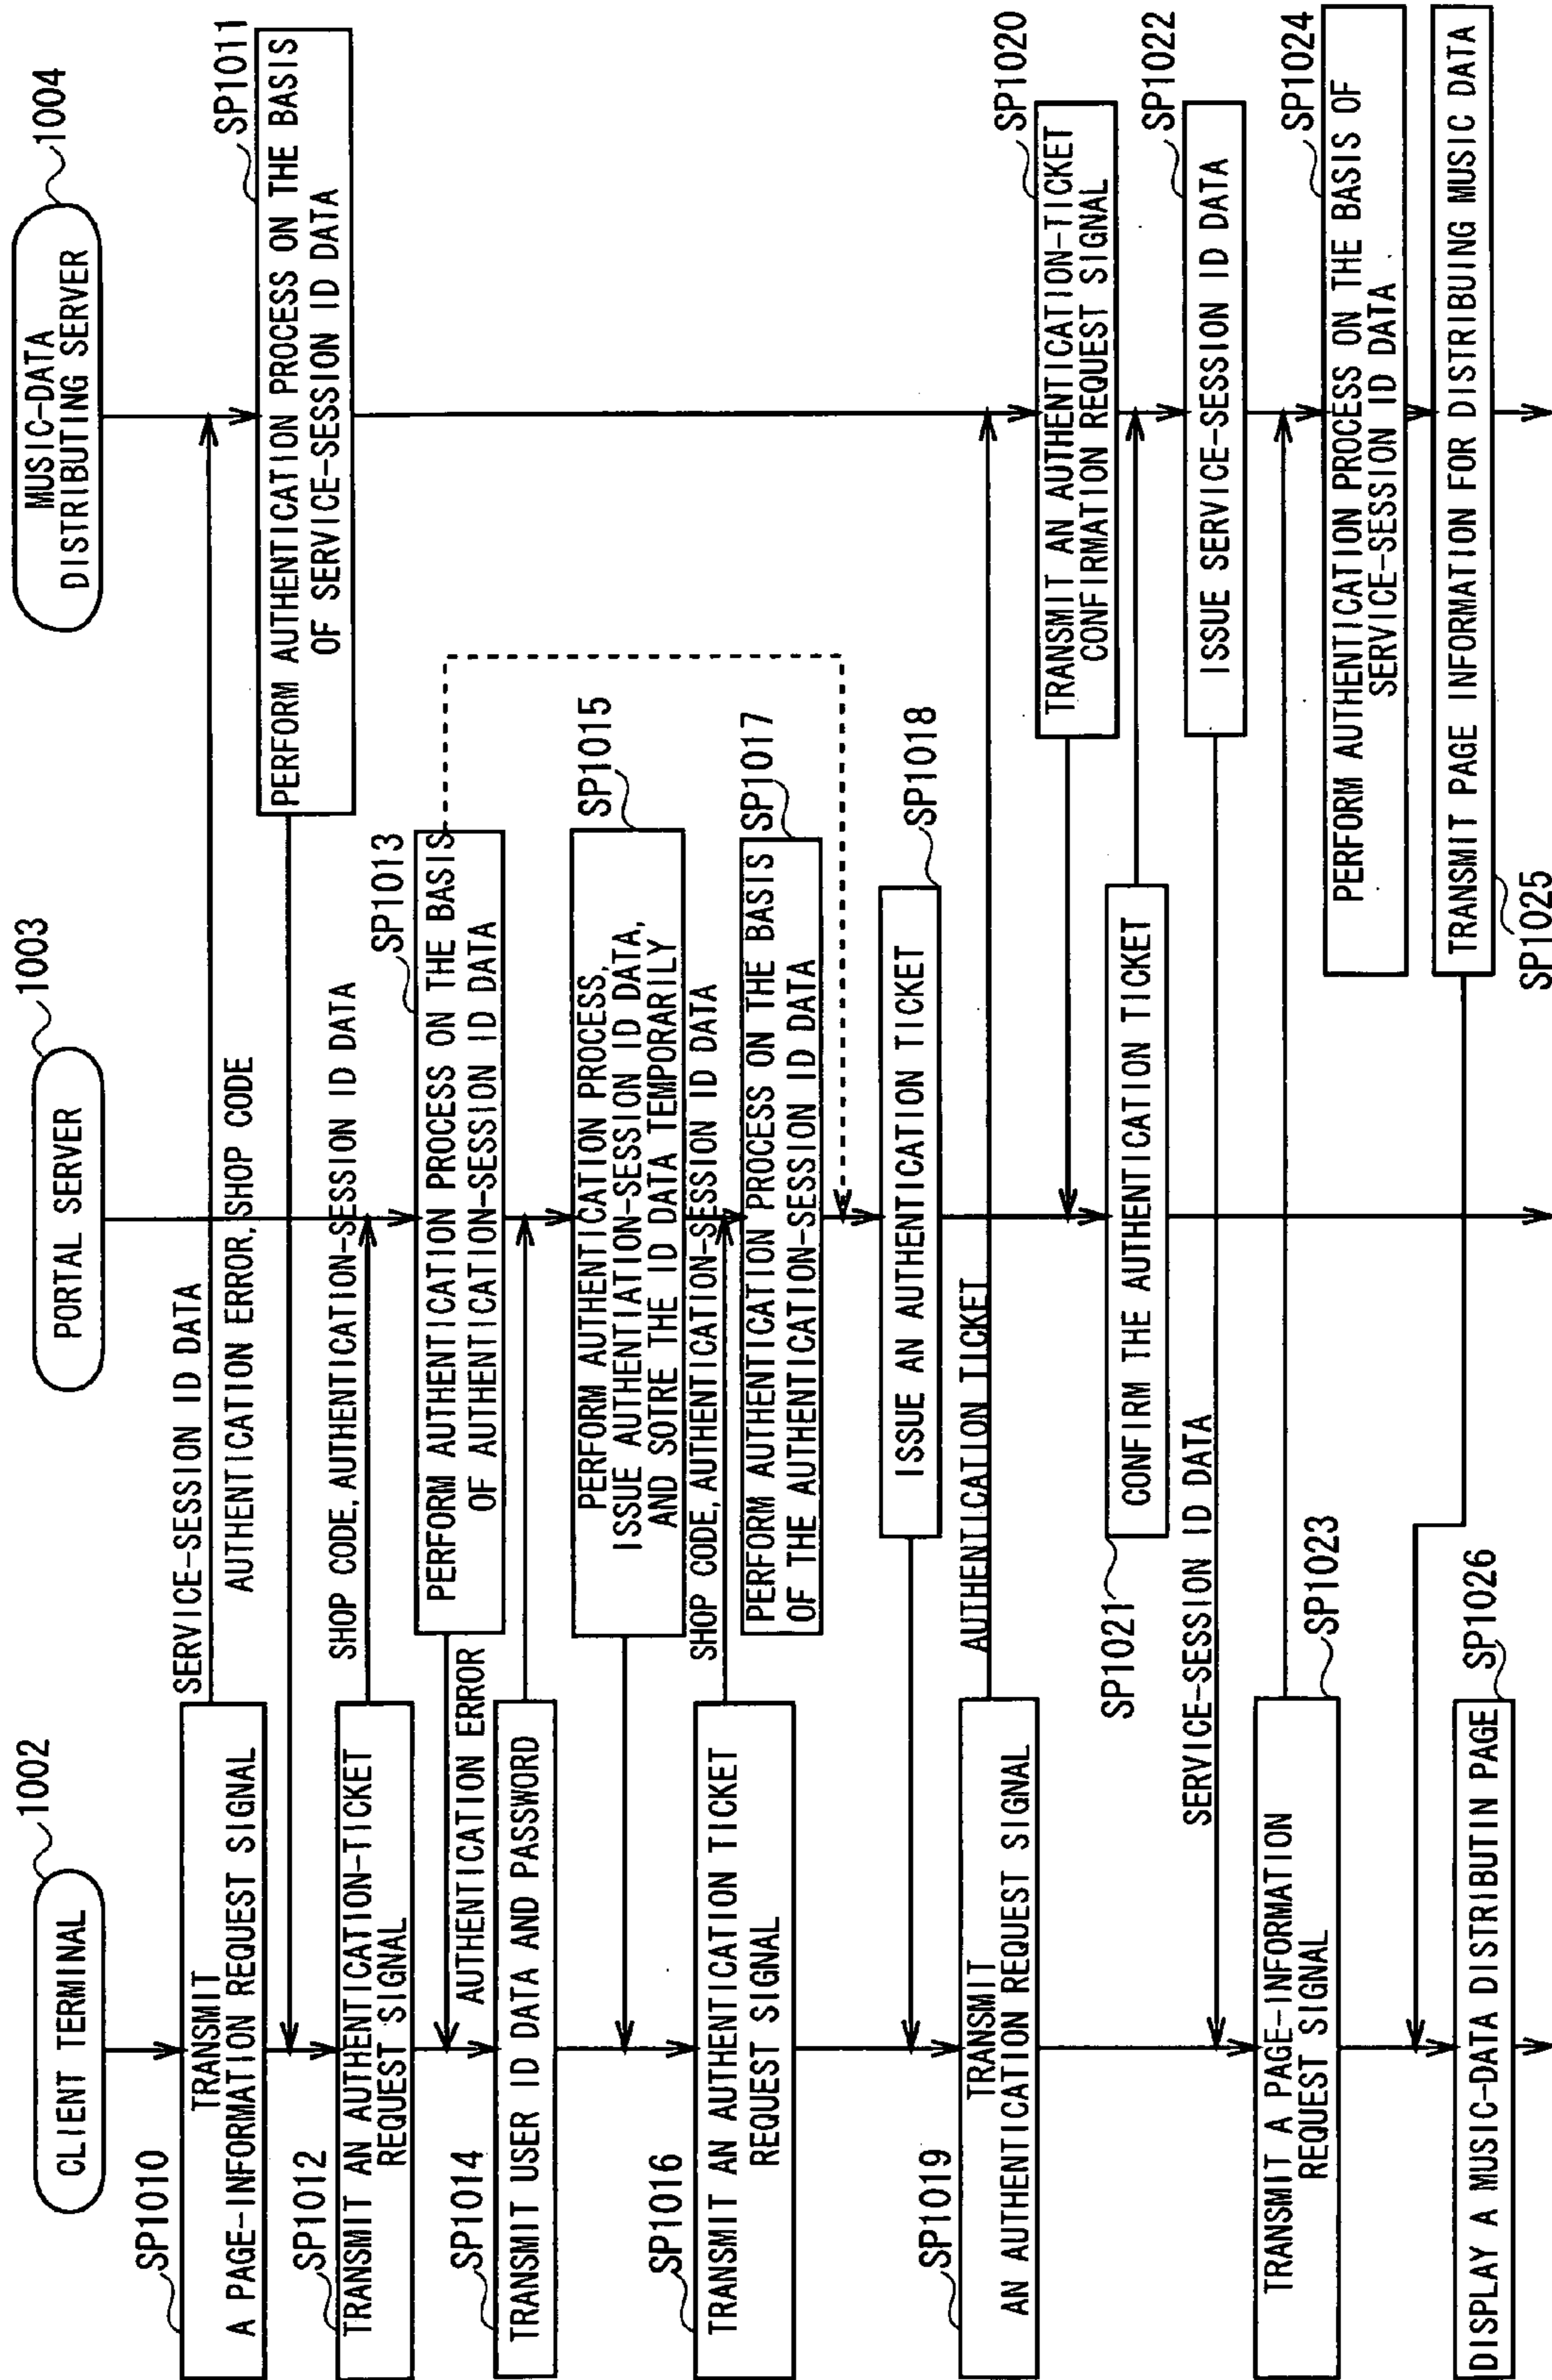 CLIENT TERMINAL
1002
PORTAL SERVER
1003
MUSIC-DATA
DISTRIBUTING SERVER
1004
SP1010
TRANSMIT
A PAGE-INFORMATION REQUEST SIGNAL
SERVICE-SESSION ID DATA
SP1011
PERFORM AUTHENTICATION PROCESS ON THE BASIS
OF SERVICE-SESSION ID DATA
AUTHENTICATION ERROR, SHOP CODE
SP1012
TRANSMIT AN AUTHENTICATION-TICKET
REQUEST SIGNAL
SHOP CODE, AUTHENTICATION-SESSION ID DATA
SP1013
PERFORM AUTHENTICATION PROCESS ON THE BASIS
OF AUTHENTICATION-SESSION ID DATA
AUTHENTICATION ERROR
SP1014
TRANSMIT USER ID DATA AND PASSWORD
SP1015
PERFORM AUTHENTICATION PROCESS,
ISSUE AUTHENTIATION-SESSION ID DATA,
AND SOTRE THE ID DATA TEMPORARILY
SP1016
TRANSMIT AN AUTHENTICATION TICKET
REQUEST SIGNAL
SHOP CODE, AUTHENTICATION-SESSION ID DATA
SP1017
PERFORM AUTHENTICATION PROCESS ON THE BASIS
OF THE AUTHENTICATION-SESSION ID DATA
SP1018
ISSUE AN AUTHENTICATION TICKET
SP1019
TRANSMIT
AN AUTHENTICATION REQUEST SIGNAL
AUTHENTICATION TICKET
SP1020
TRANSMIT AN AUTHENTICATION-TICKET
CONFIRMATION REQUEST SIGNAL
SP1021
CONFIRM THE AUTHENTICATION TICKET
SP1022
ISSUE SERVICE-SESSION ID DATA
SERVICE-SESSION ID DATA
SP1023
TRANSMIT A PAGE-INFORMATION
REQUEST SIGNAL
SP1024
PERFORM AUTHENTICATION PROCESS ON THE BASIS OF
SERVICE-SESSION ID DATA
SP1025
TRANSMIT PAGE INFORMATION FOR DISTRIBUING MUSIC DATA
SP1026
DISPLAY A MUSIC-DATA DISTRIBUTIN PAGE